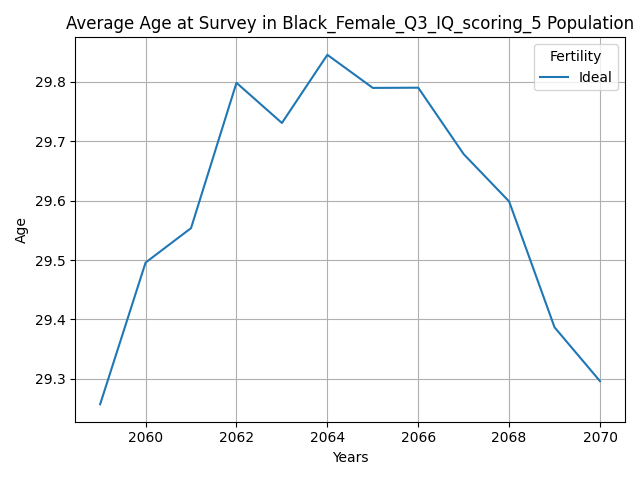 Average Age at Survey in Black_Female_Q3_IQ_scoring_5 Population
Fertility
Ideal
29.8
29.7
29.6
29.5
29.4
29.3
Age
2060 2062 2064 2066 2068 2070
Years